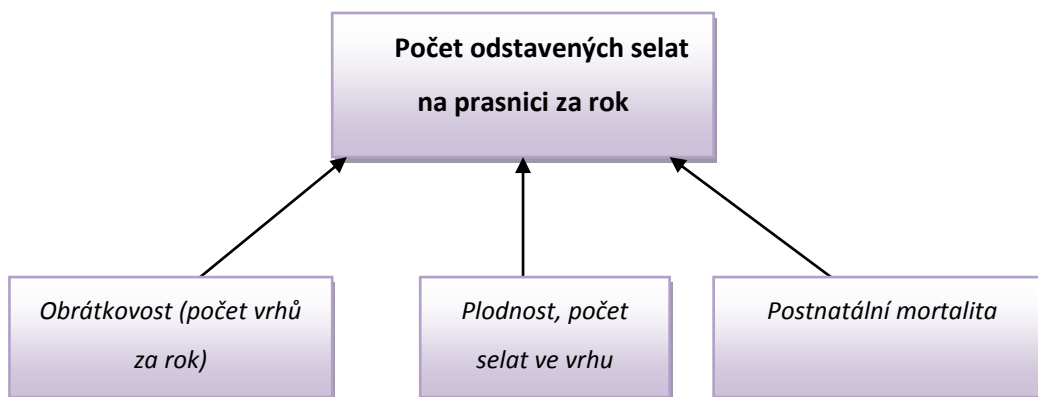 Počet odstavených selat
na prasnici za rok
Obrátkovost (počet vrhů
za rok)
Plodnost, počet
selat ve vrhu
Postnatální mortalita